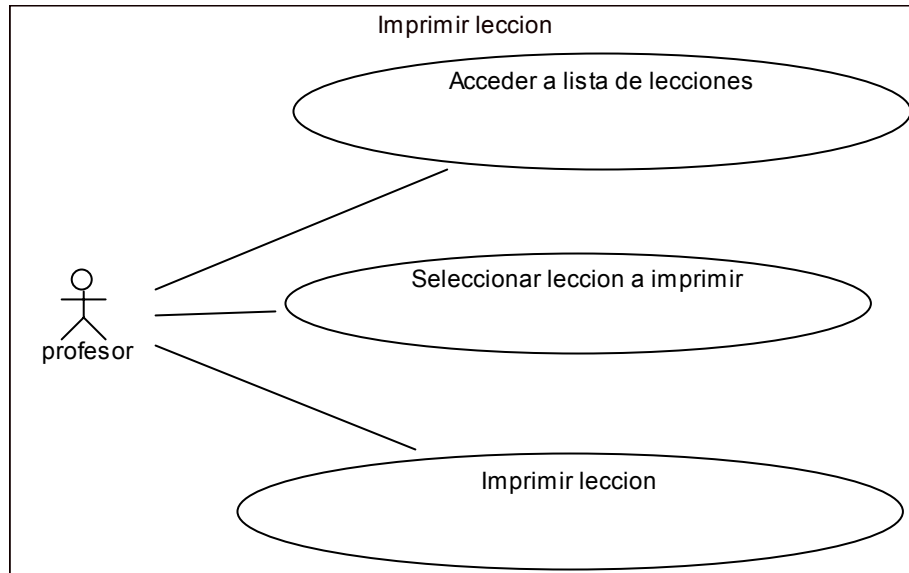 Imprimir leccion
Acceder a lista de lecciones
Seleccionar leccion a imprimir
profesor
Imprimir leccion